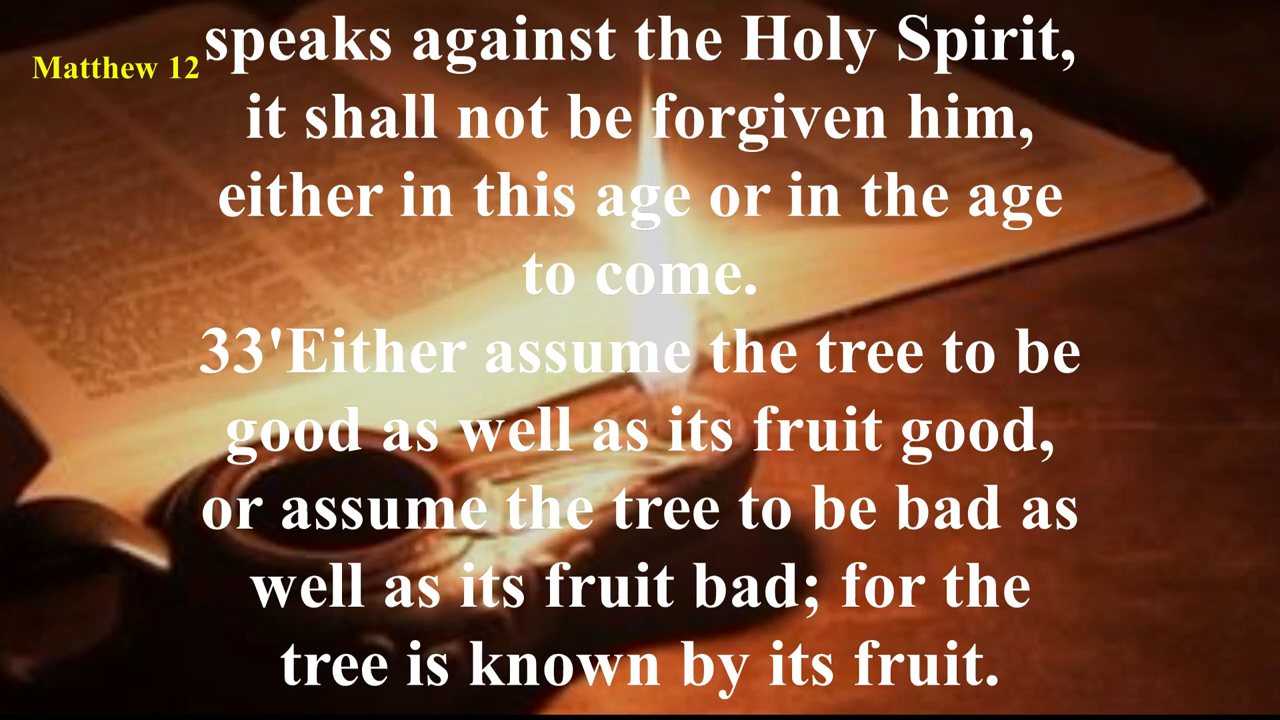 Matthew 12
speaks against the Holy Spirit,
it shall not be forgiven him,
either in this age or in the age
to come.
33'Either assume the tree to be
good as well as its fruit good,
or assume the tree to be bad as
well as its fruit bad; for the
tree is known by its fruit.